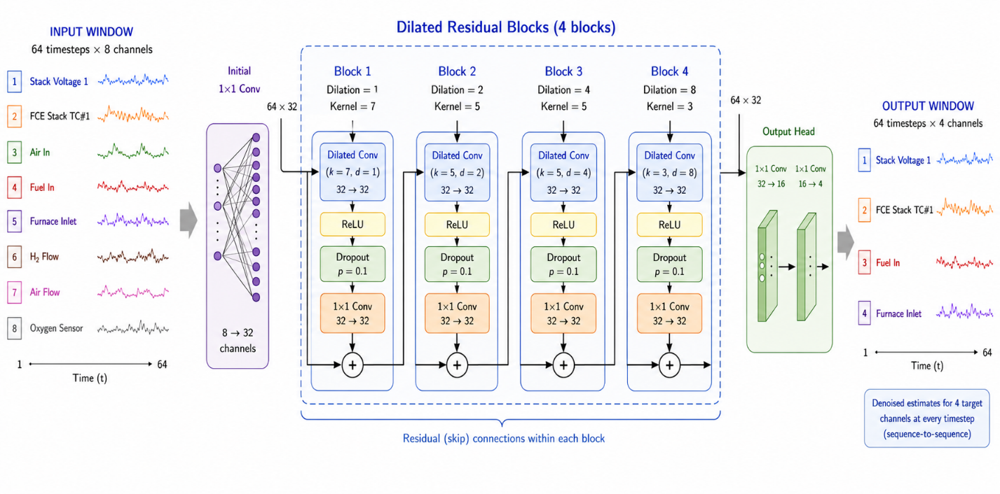 INPUT WINDOW
64 timesteps × 8 channels
1 Stack Voltage 1
2 FCE Stack TC#1
3 Air In
4 Fuel In
5 Furnace Inlet
6 H₂ Flow
7 Air Flow
8 Oxygen Sensor
1 64
Time (t)
Initial
1×1 Conv
8 → 32
channels
64 × 32
Dilated Residual Blocks (4 blocks)
Block 1
Dilation = 1
Kernel = 7
Dilated Conv
(k = 7, d = 1)
32 → 32
ReLU
Dropout
p = 0.1
1×1 Conv
32 → 32
+
Block 2
Dilation = 2
Kernel = 5
Dilated Conv
(k = 5, d = 2)
32 → 32
ReLU
Dropout
p = 0.1
1×1 Conv
32 → 32
+
Block 3
Dilation = 4
Kernel = 5
Dilated Conv
(k = 5, d = 4)
32 → 32
ReLU
Dropout
p = 0.1
1×1 Conv
32 → 32
+
Block 4
Dilation = 8
Kernel = 3
Dilated Conv
(k = 3, d = 8)
32 → 32
ReLU
Dropout
p = 0.1
1×1 Conv
32 → 32
+
Residual (skip) connections within each block
64 × 32
Output Head
1×1 Conv
32 → 16
1×1 Conv
16 → 4
OUTPUT WINDOW
64 timesteps × 4 channels
1 Stack Voltage 1
2 FCE Stack TC#1
3 Fuel In
4 Furnace Inlet
1 64
Time (t)
Denoised estimates for 4 target
channels at every timestep
(sequence-to-sequence)